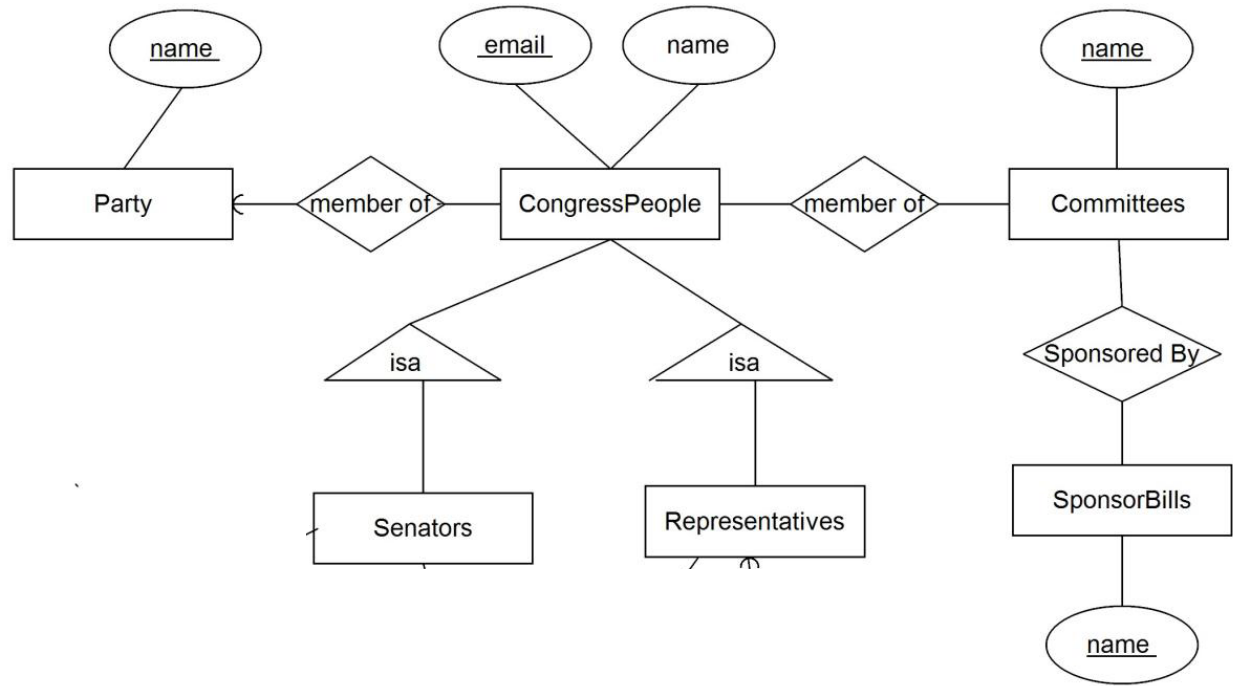 name
email
name
name
Party
member of
CongressPeople
member of
Committees
isa
isa
Sponsored By
Senators
Representatives
SponsorBills
name